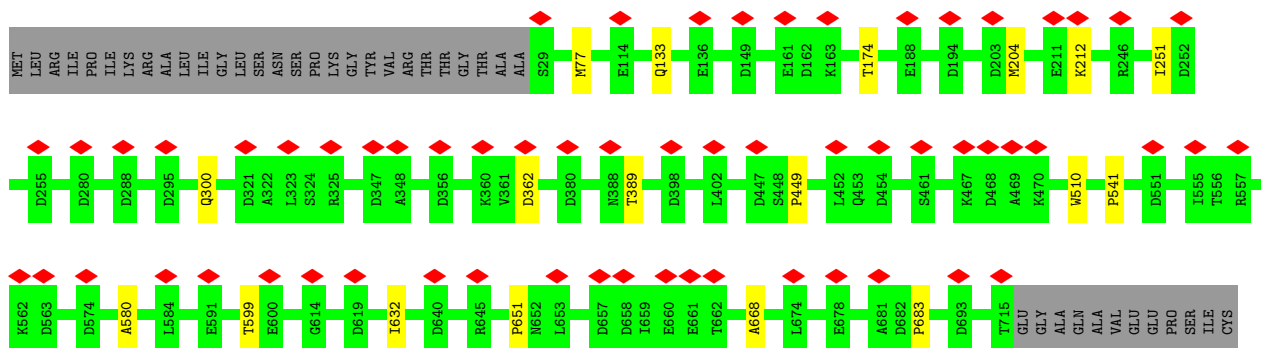 MET LEU ARG ILE PRO ILE LYS ARG ALA LEU ILE GLY LEU SER ASN SER PRO LYS GLY TYR VAL ARG THR THR GLY THR ALA ALA S29 M77 E114 Q133 E136 D149 E161 D162 K163 T174 E188 D194 D203 M204 E211 K212 R246 I251 D252
D255 D280 D288 D295 Q300 D321 A322 L323 S324 R325 D347 A348 D356 K360 V361 D362 D380 N388 T389 D398 L402 D447 S448 P449 L452 Q453 D454 S461 K467 D468 A469 K470 W510 P541 D551 I555 T556 R557
K562 D563 D574 A580 L584 E591 T599 E600 G614 D619 I632 D640 R645 P651 N652 L653 D657 D658 I659 E660 E661 T662 A668 L674 E678 A681 D682 P683 D693 T715 GLU GLY ALA GLN ALA VAL GLU GLU PRO SER ILE CYS